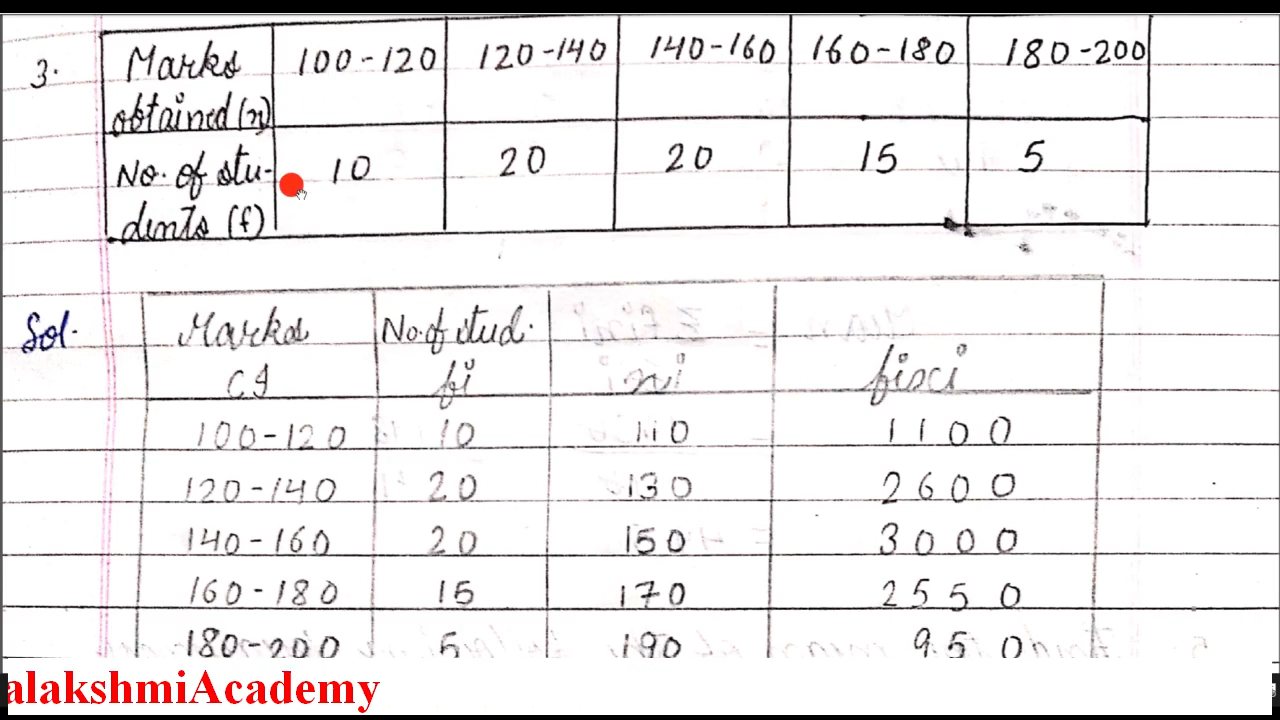 3.
Marks obtained (x) 100-120 120-140 140-160 160-180 180-200
No. of stu-dents (f) 10 20 20 15 5
Sol.
Marks CI No. of stud. fi xi fixi
100-120 10 110 1100
120-140 20 130 2600
140-160 20 150 3000
160-180 15 170 2550
180-200 5 190 950
alakshmiAcademy